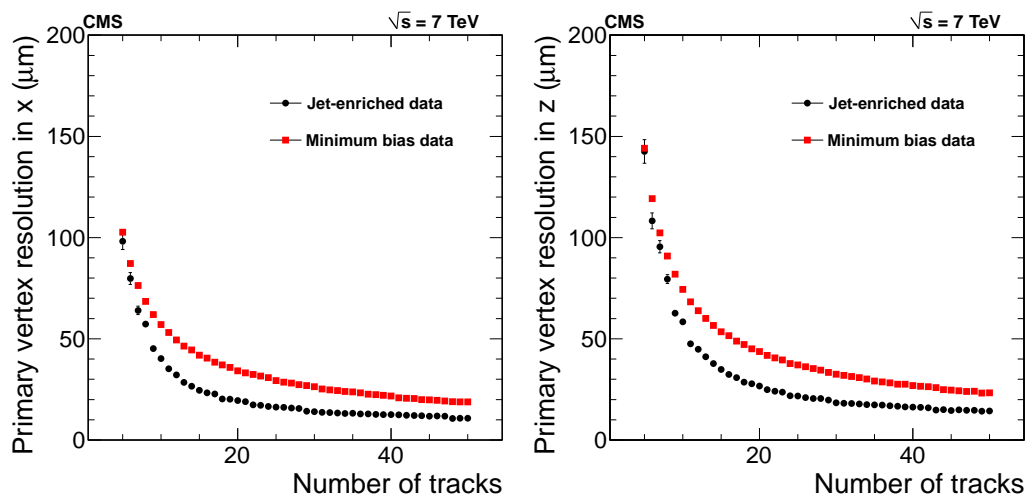 CMS
√s = 7 TeV
Primary vertex resolution in x (μm)
200
150
100
50
0
Jet-enriched data
Minimum bias data
20
40
Number of tracks
CMS
√s = 7 TeV
Primary vertex resolution in z (μm)
200
150
100
50
0
Jet-enriched data
Minimum bias data
20
40
Number of tracks